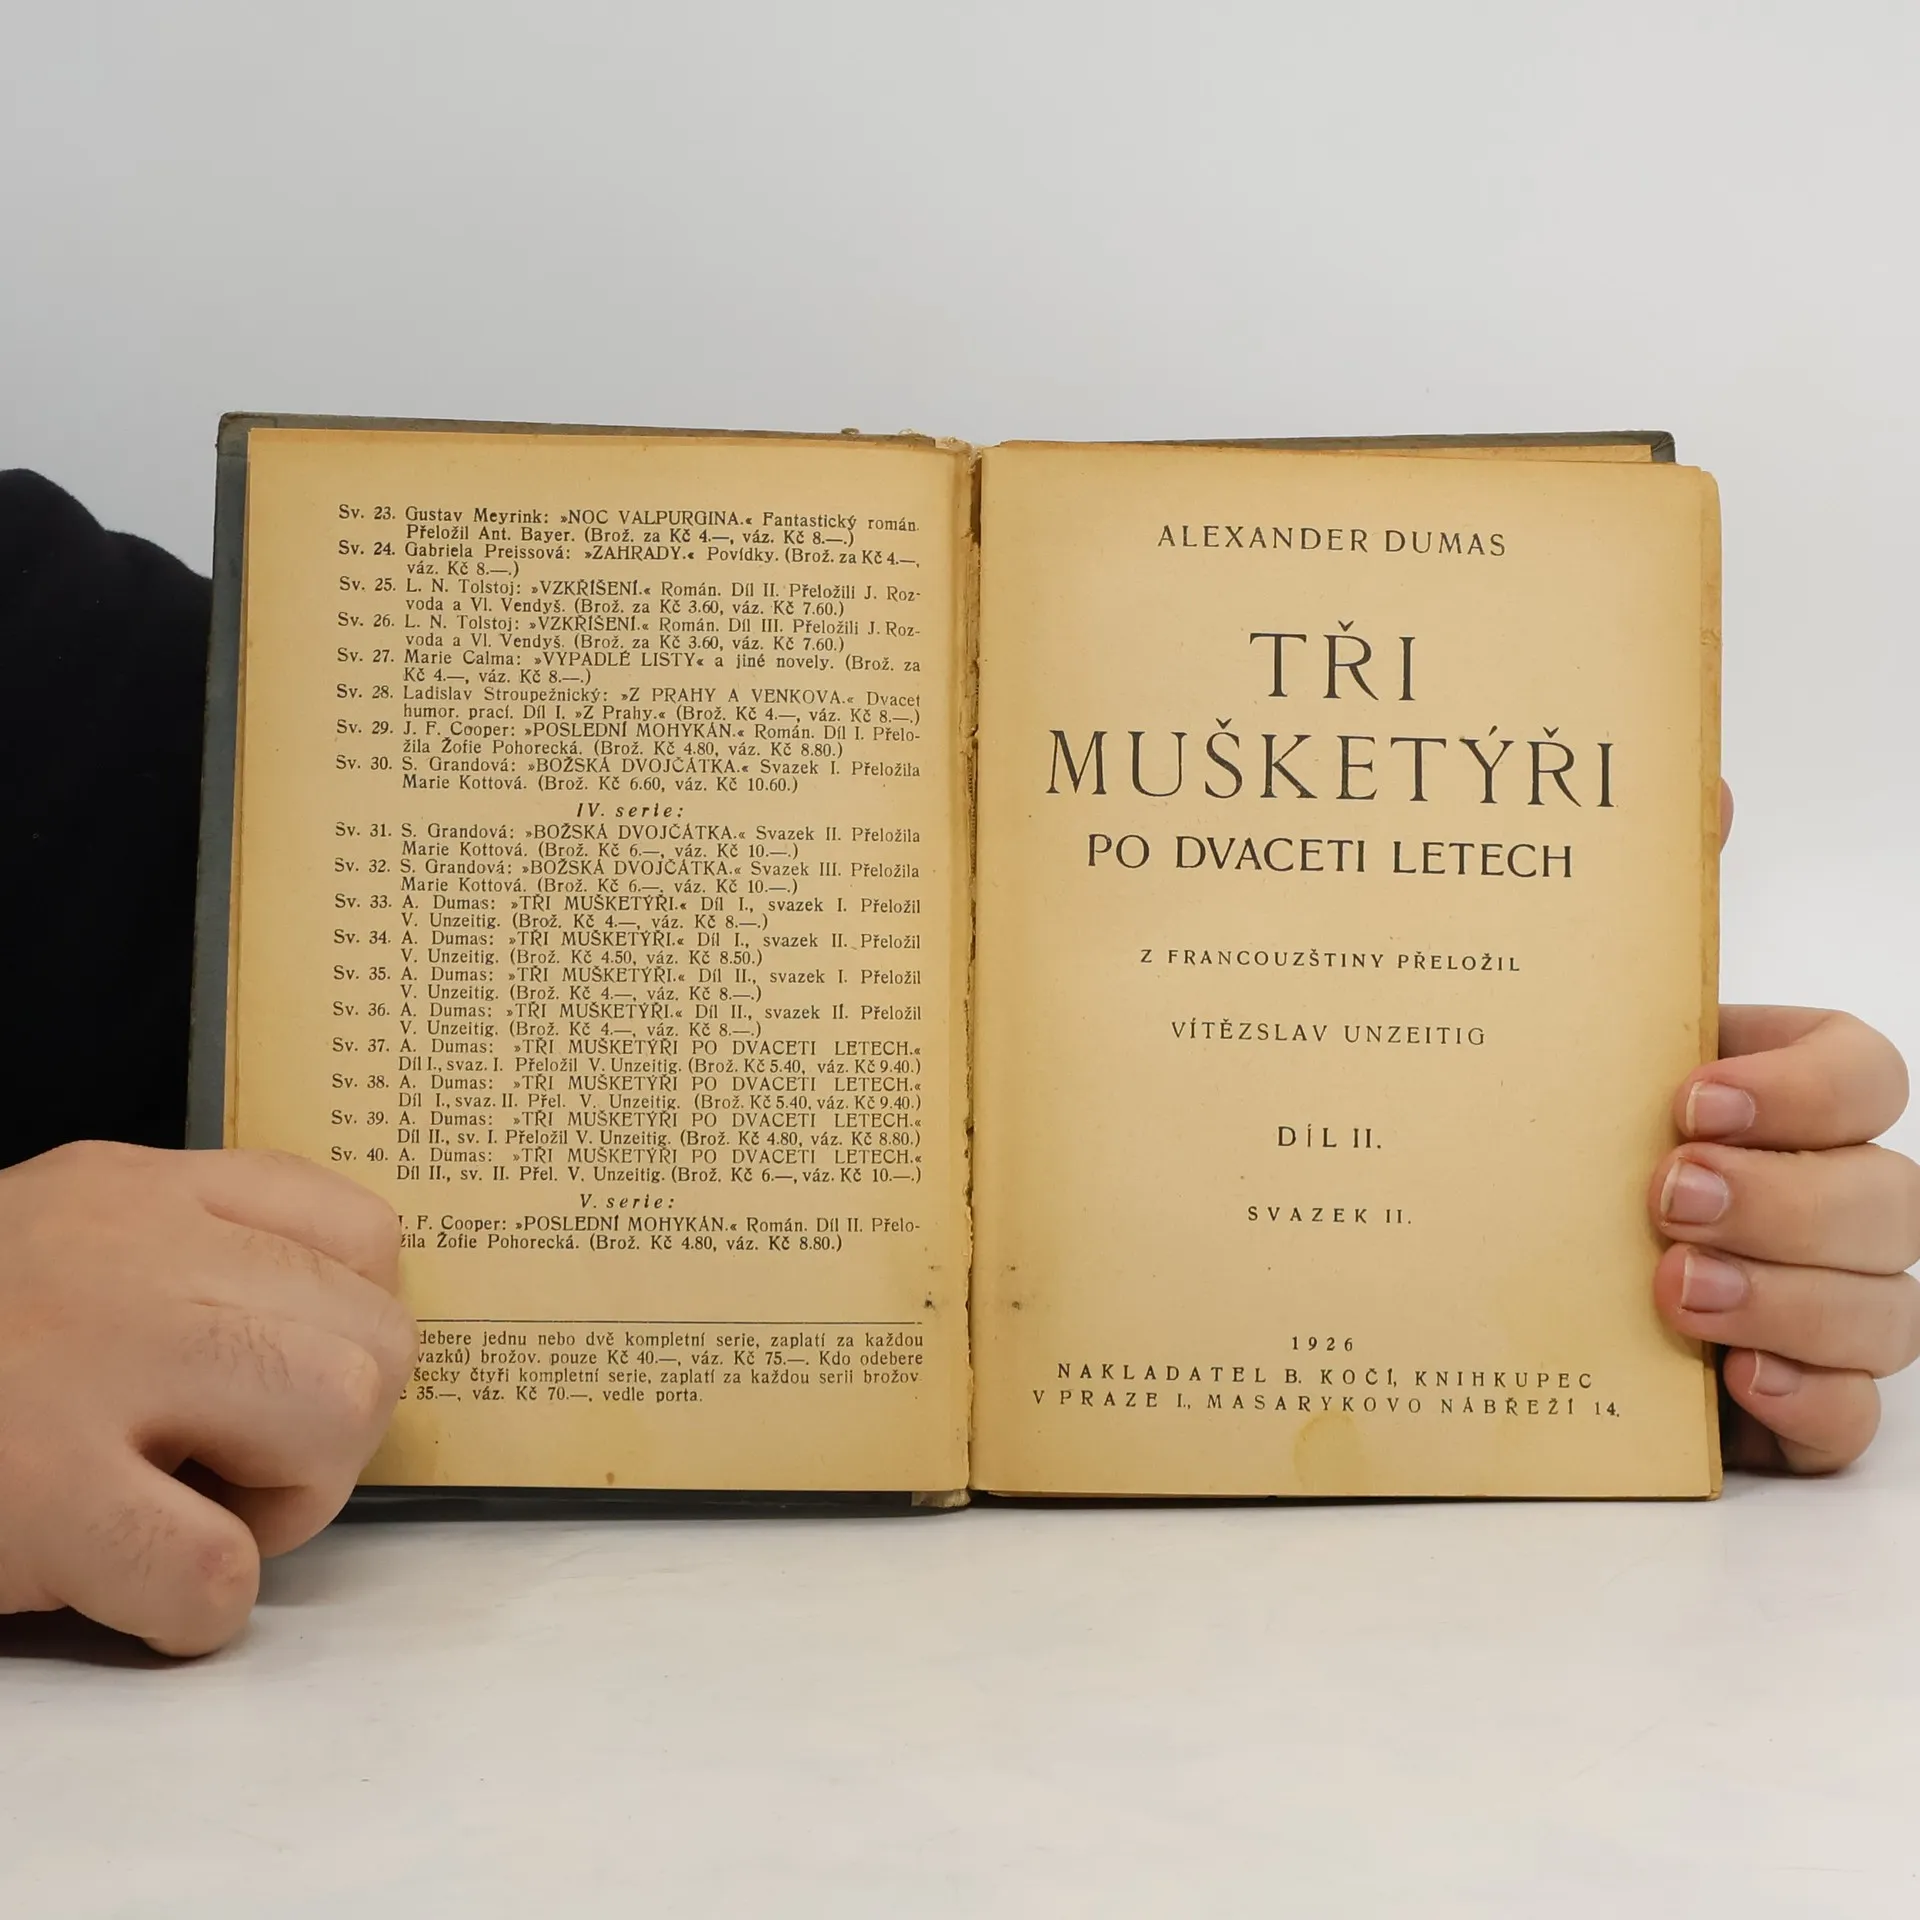 Sv. 23. Gustav Meyrink: »NOC VALPURGINA.« Fantastický román.
Přeložil Ant. Bayer. (Brož. za Kč 4.—, váz. Kč 8.—.)
Sv. 24. Gabriela Preissová: »ZAHRADY.« Povídky. (Brož. za Kč 4.—,
váz. Kč 8.—.)
Sv. 25. L. N. Tolstoj: »VZKŘÍŠENÍ.« Román. Díl II. Přeložili J. Roz-
voda a Vl. Vendyš. (Brož. za Kč 3.60, váz. Kč 7.60.)
Sv. 26. L. N. Tolstoj: »VZKŘÍŠENÍ.« Román. Díl III. Přeložili J. Roz-
voda a Vl. Vendyš. (Brož. za Kč 3.60, váz. Kč 7.60.)
Sv. 27. Marie Calma: »VYPADLÉ LISTY« a jiné novely. (Brož. za
Kč 4.—, váz. Kč 8.—.)
Sv. 28. Ladislav Stroupežnický: »Z PRAHY A VENKOVA.« Dvacet
humor. prací. Díl I. »Z Prahy.« (Brož. Kč 4.—, váz. Kč 8.—.)
Sv. 29. J. F. Cooper: »POSLEDNÍ MOHYKÁN.« Román. Díl I. Přelo-
žila Žofie Pohorecká. (Brož. Kč 4.80, váz. Kč 8.80.)
Sv. 30. S. Grandová: »BOŽSKÁ DVOJČÁTKA.« Svazek I. Přeložila
Marie Kottová. (Brož. Kč 6.60, váz. Kč 10.60.)
IV. serie:
Sv. 31. S. Grandová: »BOŽSKÁ DVOJČÁTKA.« Svazek II. Přeložila
Marie Kottová. (Brož. Kč 6.—, váz. Kč 10.—.)
Sv. 32. S. Grandová: »BOŽSKÁ DVOJČÁTKA.« Svazek III. Přeložila
Marie Kottová. (Brož. Kč 6.—, váz. Kč 10.—.)
Sv. 33. A. Dumas: »TŘI MUŠKETÝŘI.« Díl I., svazek I. Přeložil
V. Unzeitig. (Brož. Kč 4.—, váz. Kč 8.—.)
Sv. 34. A. Dumas: »TŘI MUŠKETÝŘI.« Díl I., svazek II. Přeložil
V. Unzeitig. (Brož. Kč 4.50, váz. Kč 8.50.)
Sv. 35. A. Dumas: »TŘI MUŠKETÝŘI.« Díl II., svazek I. Přeložil
V. Unzeitig. (Brož. Kč 4.—, váz. Kč 8.—.)
Sv. 36. A. Dumas: »TŘI MUŠKETÝŘI.« Díl II., svazek II. Přeložil
V. Unzeitig. (Brož. Kč 4.—, váz. Kč 8.—.)
Sv. 37. A. Dumas: »TŘI MUŠKETÝŘI PO DVACETI LETECH.«
Díl I., svaz. I. Přeložil V. Unzeitig. (Brož. Kč 5.40, váz. Kč 9.40.)
Sv. 38. A. Dumas: »TŘI MUŠKETÝŘI PO DVACETI LETECH.«
Díl I., svaz. II. Přel. V. Unzeitig. (Brož. Kč 5.40, váz. Kč 9.40.)
Sv. 39. A. Dumas: »TŘI MUŠKETÝŘI PO DVACETI LETECH.«
Díl II., sv. I. Přeložil V. Unzeitig. (Brož. Kč 4.80, váz. Kč 8.80.)
Sv. 40. A. Dumas: »TŘI MUŠKETÝŘI PO DVACETI LETECH.«
Díl II., sv. II. Přel. V. Unzeitig. (Brož. Kč 6.—, váz. Kč 10.—.)
V. serie:
J. F. Cooper: »POSLEDNÍ MOHYKÁN.« Román. Díl II. Přelo-
žila Žofie Pohorecká. (Brož. Kč 4.80, váz. Kč 8.80.)
debere jednu nebo dvě kompletní serie, zaplatí za každou
vazků) brožov. pouze Kč 40.—, váz. Kč 75.—. Kdo odebere
šecky čtyři kompletní serie, zaplatí za každou serii brožov.
č 35.—, váz. Kč 70.—, vedle porta.
ALEXANDER DUMAS
TŘI
MUŠKETÝŘI
PO DVACETI LETECH
Z FRANCOUZŠTINY PŘELOŽIL
VÍTĚZSLAV UNZEITIG
DÍL II.
SVAZEK II.
1926
NAKLADATEL B. KOČÍ, KNIHKUPEC
V PRAZE I., MASARYKOVO NÁBŘEŽÍ 14.